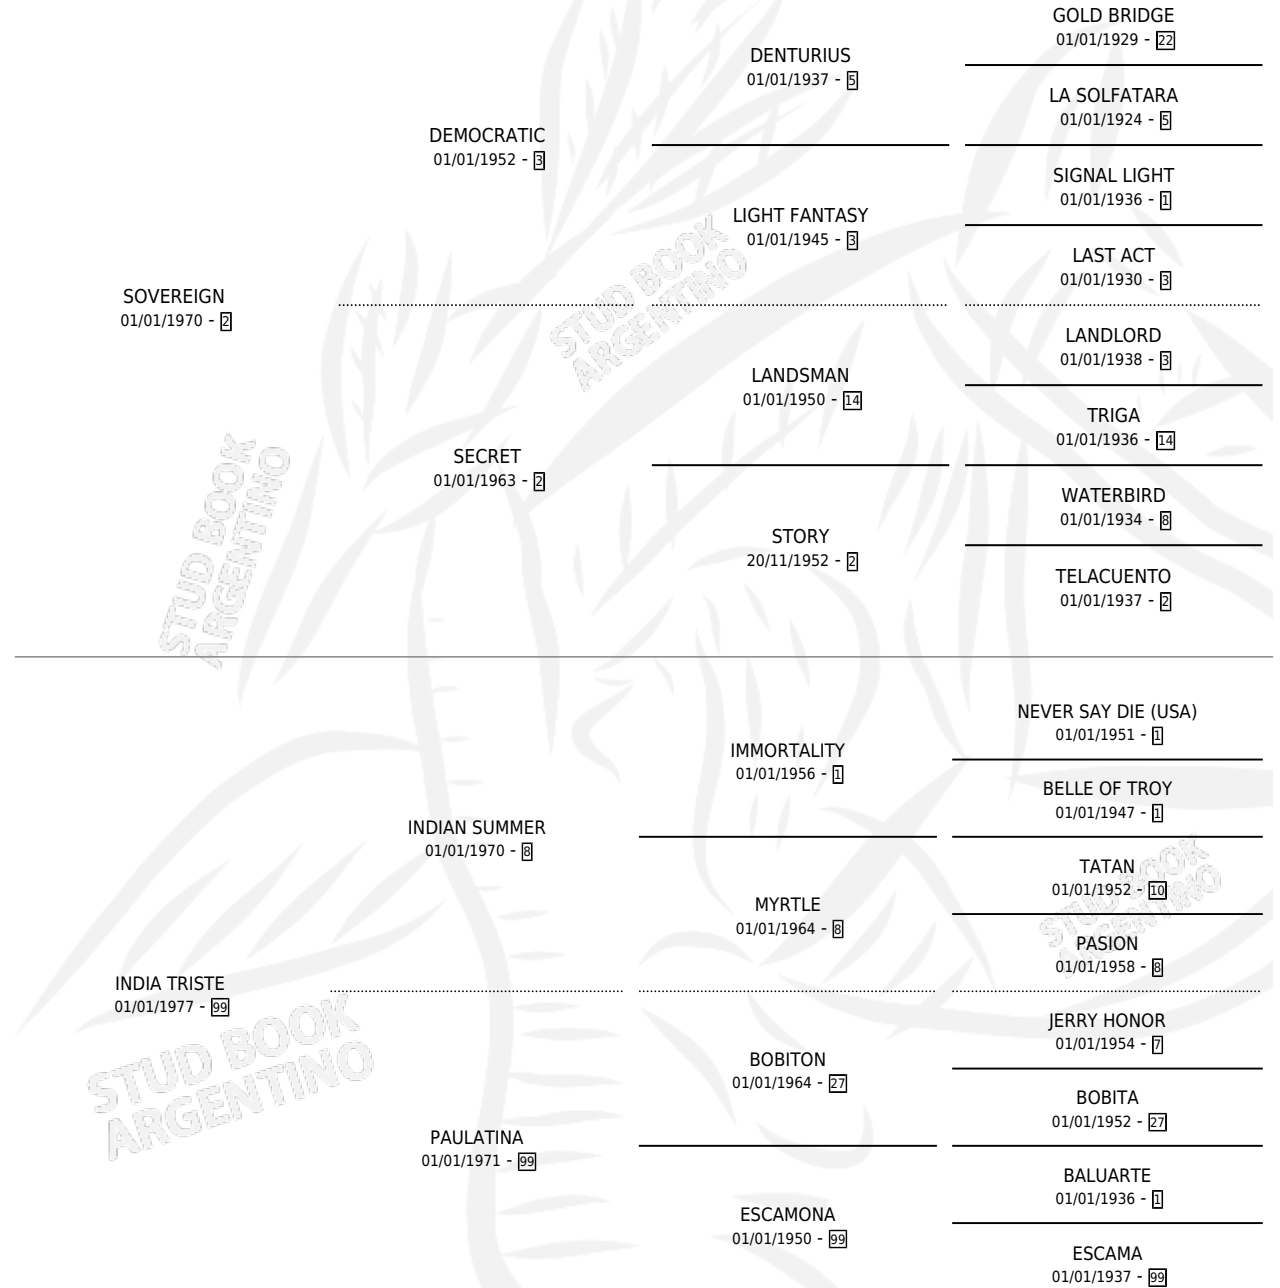 GOLD BRIDGE
01/01/1929 - 22
DENTURIUS
01/01/1937 - 5
LA SOLFATARA
01/01/1924 - 5
DEMOCRATIC
01/01/1952 - 3
SIGNAL LIGHT
01/01/1936 - 1
LIGHT FANTASY
01/01/1945 - 3
LAST ACT
01/01/1930 - 3
SOVEREIGN
01/01/1970 - 2
LANDLORD
01/01/1938 - 3
LANDSMAN
01/01/1950 - 14
TRIGA
01/01/1936 - 14
SECRET
01/01/1963 - 2
WATERBIRD
01/01/1934 - 8
STORY
20/11/1952 - 2
TELACUENTO
01/01/1937 - 2
STUD BOOK
ARGENTINO
STUD BOOK
ARGENTINO
NEVER SAY DIE (USA)
01/01/1951 - 1
IMMORTALITY
01/01/1956 - 1
BELLE OF TROY
01/01/1947 - 1
INDIAN SUMMER
01/01/1970 - 8
TATAN
01/01/1952 - 10
MYRTLE
01/01/1964 - 8
PASION
01/01/1958 - 8
STUD BOOK
ARGENTINO
INDIA TRISTE
01/01/1977 - 99
JERRY HONOR
01/01/1954 - 7
BOBITON
01/01/1964 - 27
BOBITA
01/01/1952 - 27
STUD BOOK
ARGENTINO
PAULATINA
01/01/1971 - 99
BALUARTE
01/01/1936 - 1
ESCAMONA
01/01/1950 - 99
ESCAMA
01/01/1937 - 99